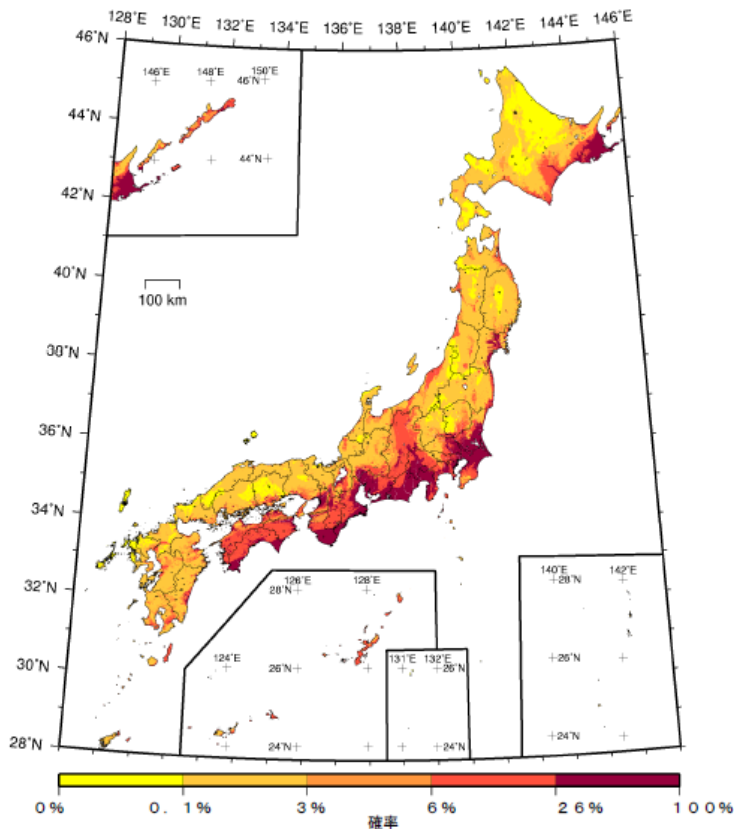 128˚E 130˚E 132˚E 134˚E 136˚E 138˚E 140˚E 142˚E 144˚E 146˚E
46˚N
146˚E 148˚E 150˚E
46˚N
44˚N
44˚N
42˚N
40˚N
100 km
38˚N
36˚N
34˚N
32˚N
126˚E 128˚E
28˚N
140˚E 142˚E
28˚N
30˚N
124˚E
26˚N
131˚E 132˚E
26˚N
26˚N
28˚N
24˚N
24˚N
24˚N
0% 0. 1% 3% 6% 26% 100%
確率